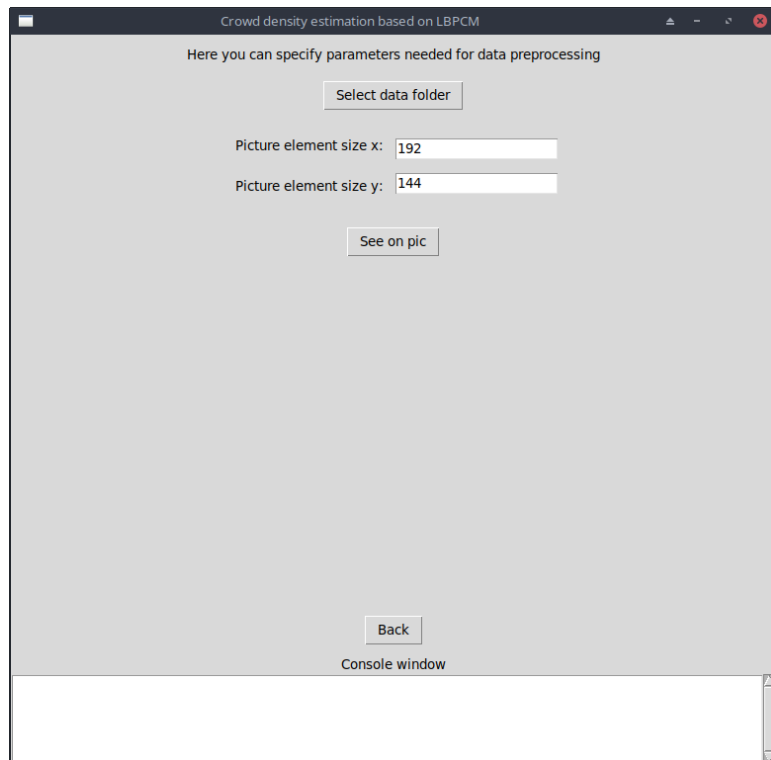 Crowd density estimation based on LBPCM
Here you can specify parameters needed for data preprocessing
Select data folder
Picture element size x: 192
Picture element size y: 144
See on pic
Back
Console window